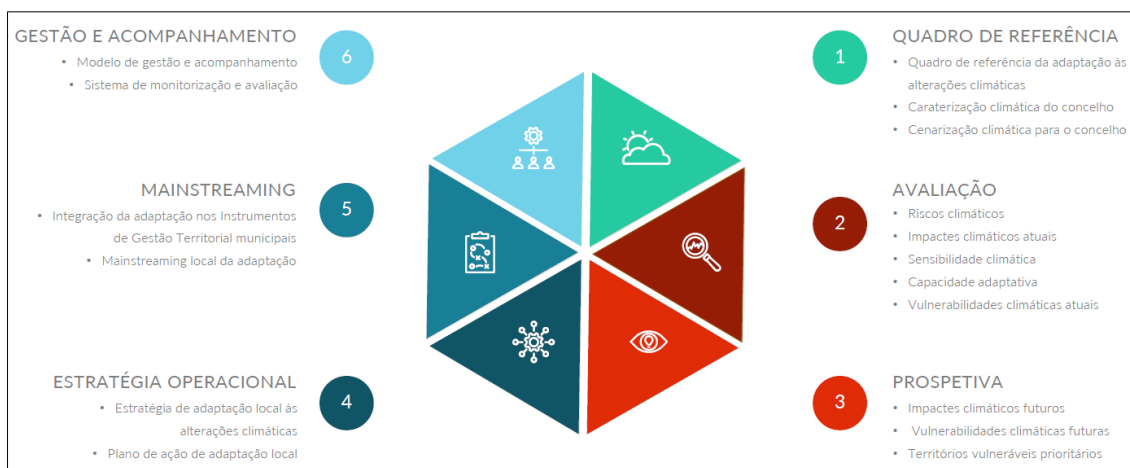 GESTÃO E ACOMPANHAMENTO
• Modelo de gestão e acompanhamento
• Sistema de monitorização e avaliação
6
1
QUADRO DE REFERÊNCIA
• Quadro de referência da adaptação às
alterações climáticas
• Caraterização climática do concelho
• Cenarização climática para o concelho
MAINSTREAMING
• Integração da adaptação nos Instrumentos
de Gestão Territorial municipais
• Mainstreaming local da adaptação
5
2
AVALIAÇÃO
• Riscos climáticos
• Impactes climáticos atuais
• Sensibilidade climática
• Capacidade adaptativa
• Vulnerabilidades climáticas atuais
ESTRATÉGIA OPERACIONAL
• Estratégia de adaptação local às
alterações climáticas
• Plano de ação de adaptação local
4
3
PROSPETIVA
• Impactes climáticos futuros
• Vulnerabilidades climáticas futuras
• Territórios vulneráveis prioritários